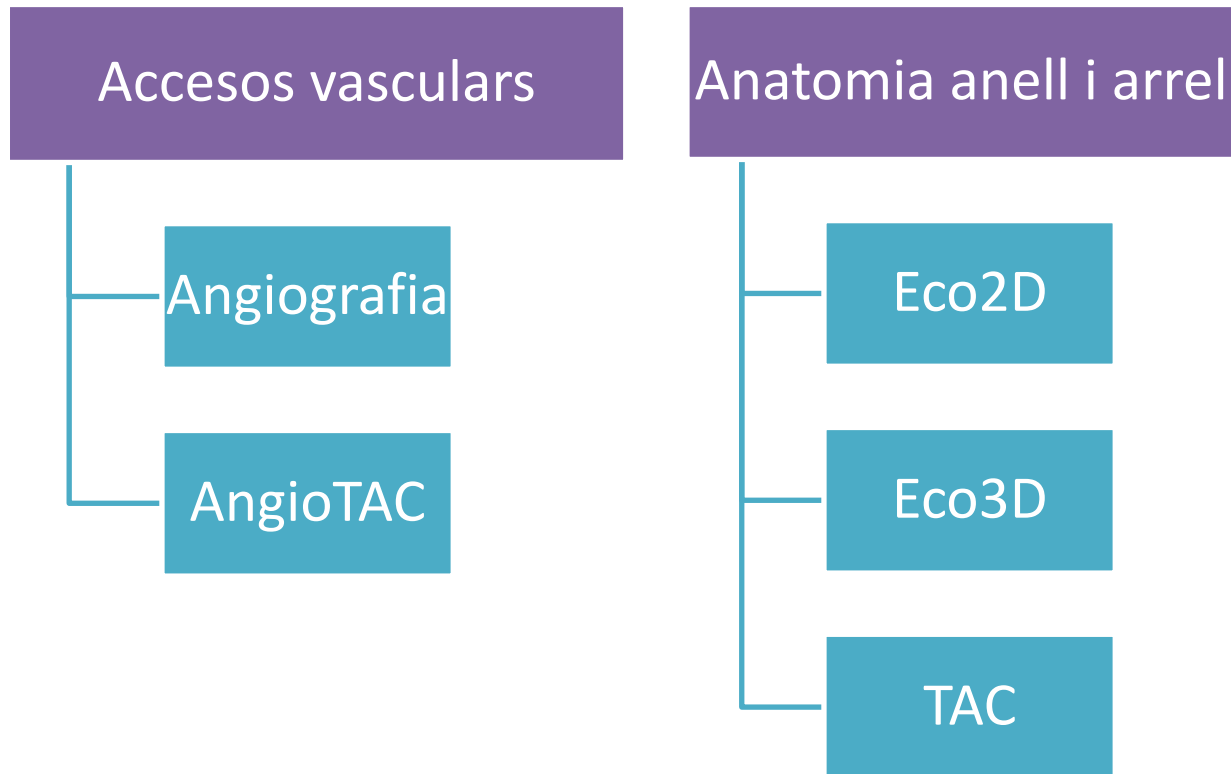 Accesos vasculars
Angiografia
AngioTAC
Anatomia anell i arrel
Eco2D
Eco3D
TAC